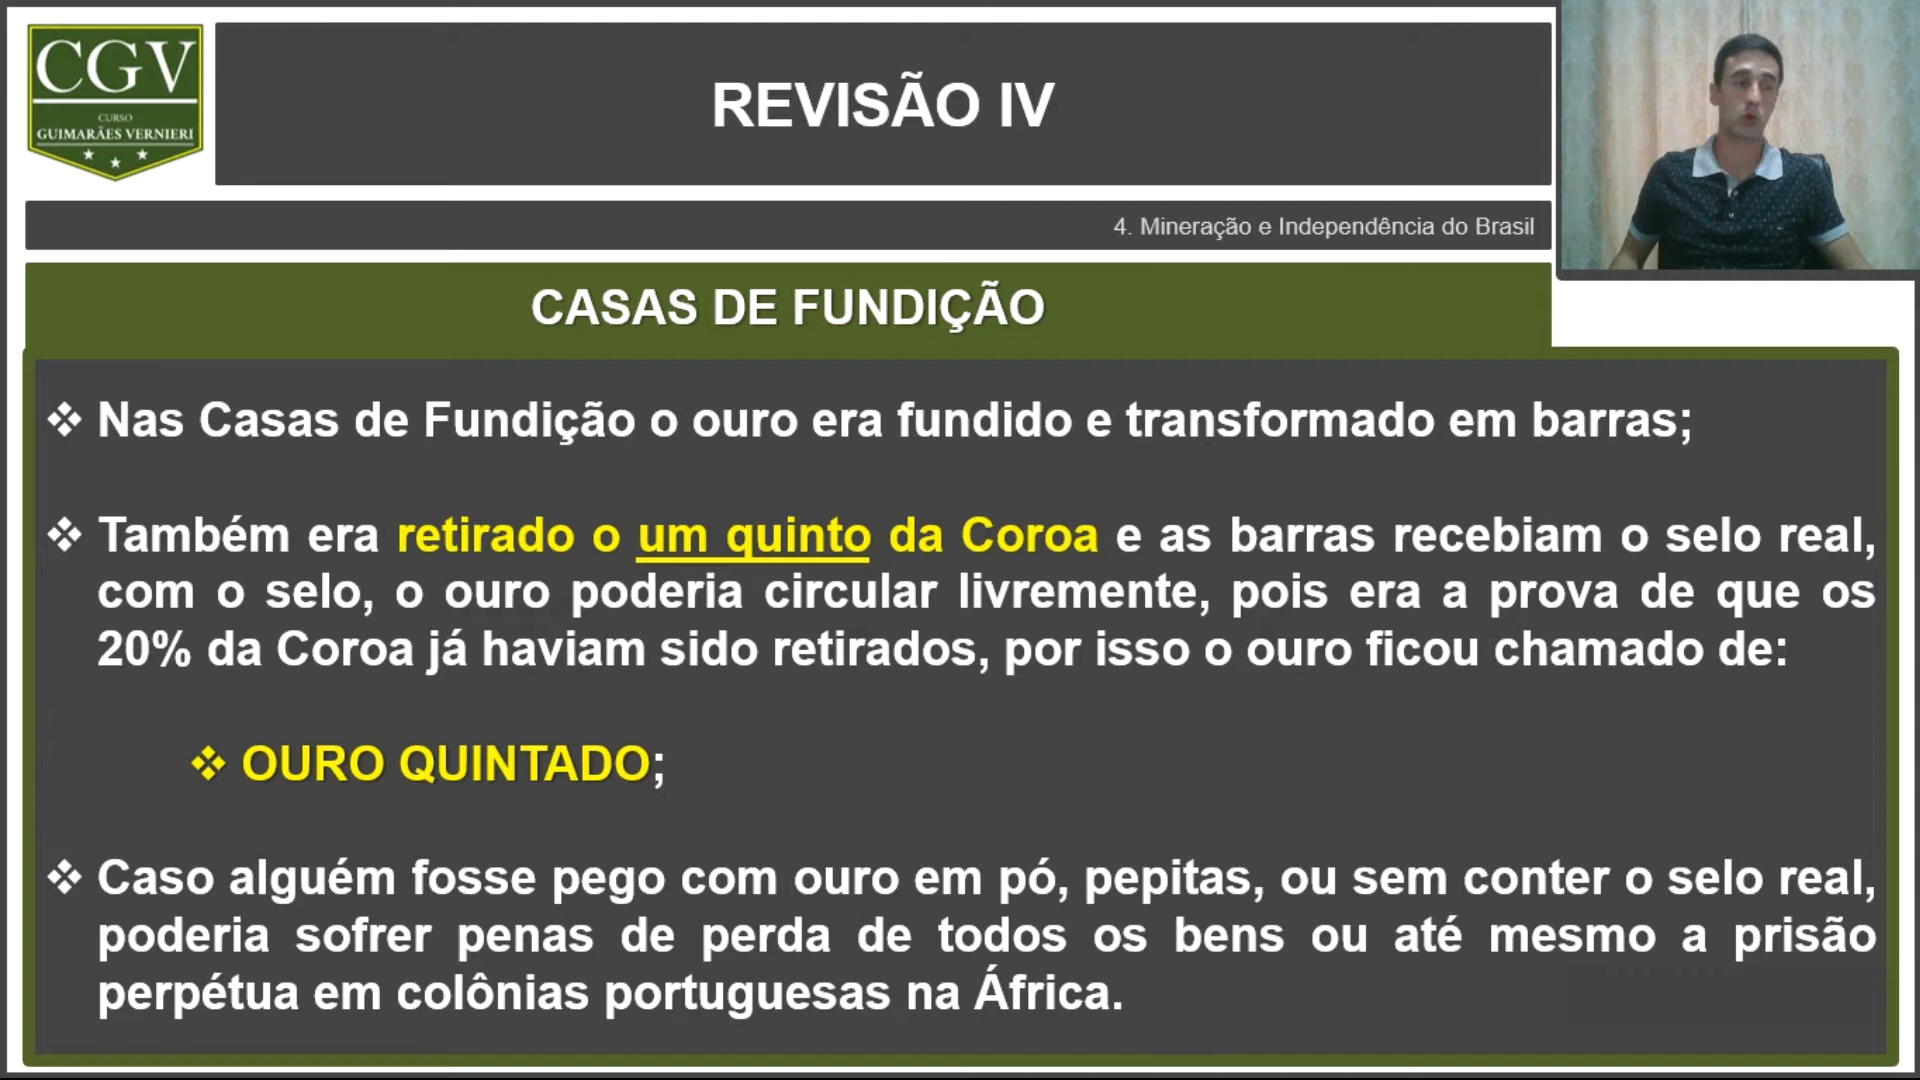 CGV
CURSO
GUIMARÃES VERNIERI
REVISÃO IV
4. Mineração e Independência do Brasil
CASAS DE FUNDIÇÃO
❖ Nas Casas de Fundição o ouro era fundido e transformado em barras;
❖ Também era retirado o um quinto da Coroa e as barras recebiam o selo real,
com o selo, o ouro poderia circular livremente, pois era a prova de que os
20% da Coroa já haviam sido retirados, por isso o ouro ficou chamado de:
❖ OURO QUINTADO;
❖ Caso alguém fosse pego com ouro em pó, pepitas, ou sem conter o selo real,
poderia sofrer penas de perda de todos os bens ou até mesmo a prisão
perpétua em colônias portuguesas na África.